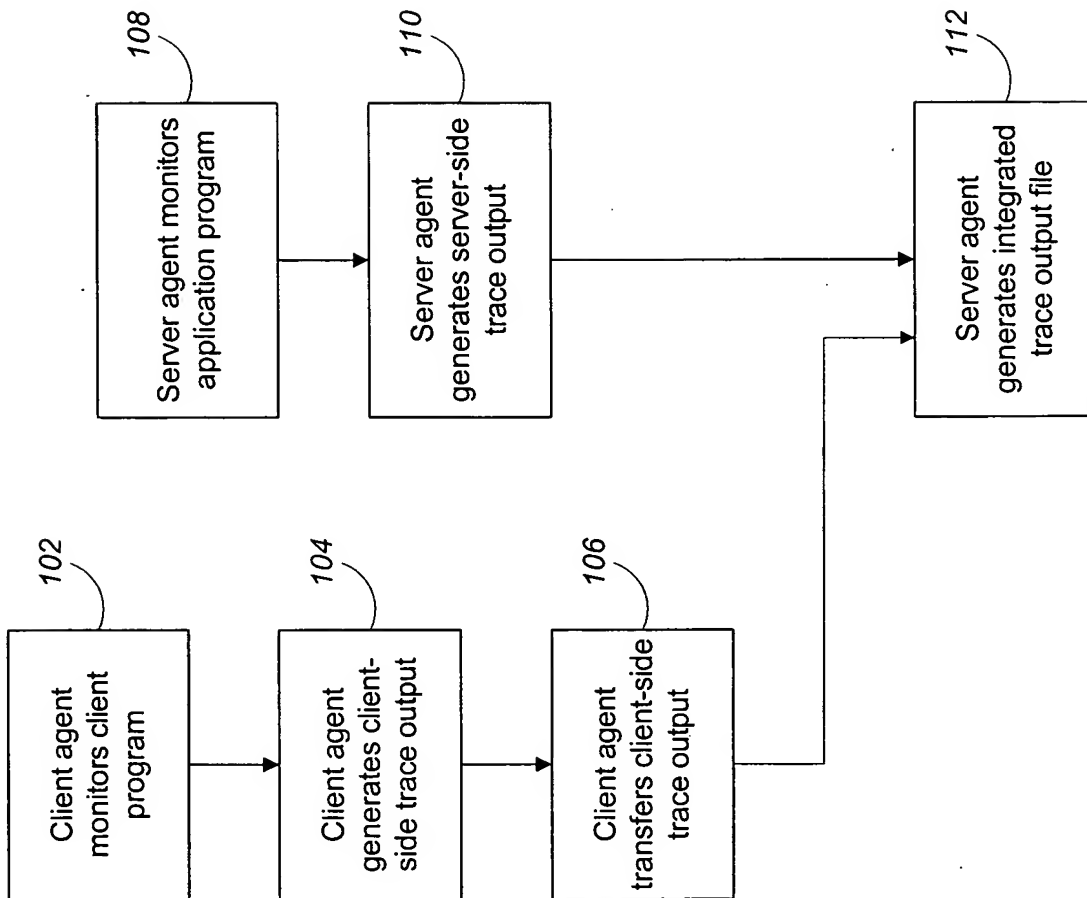 102
Client agent
monitors client
program
104
Client agent
generates client-
side trace output
106
Client agent
transfers client-side
trace output
108
Server agent monitors
application program
110
Server agent
generates server-side
trace output
112
Server agent
generates integrated
trace output file